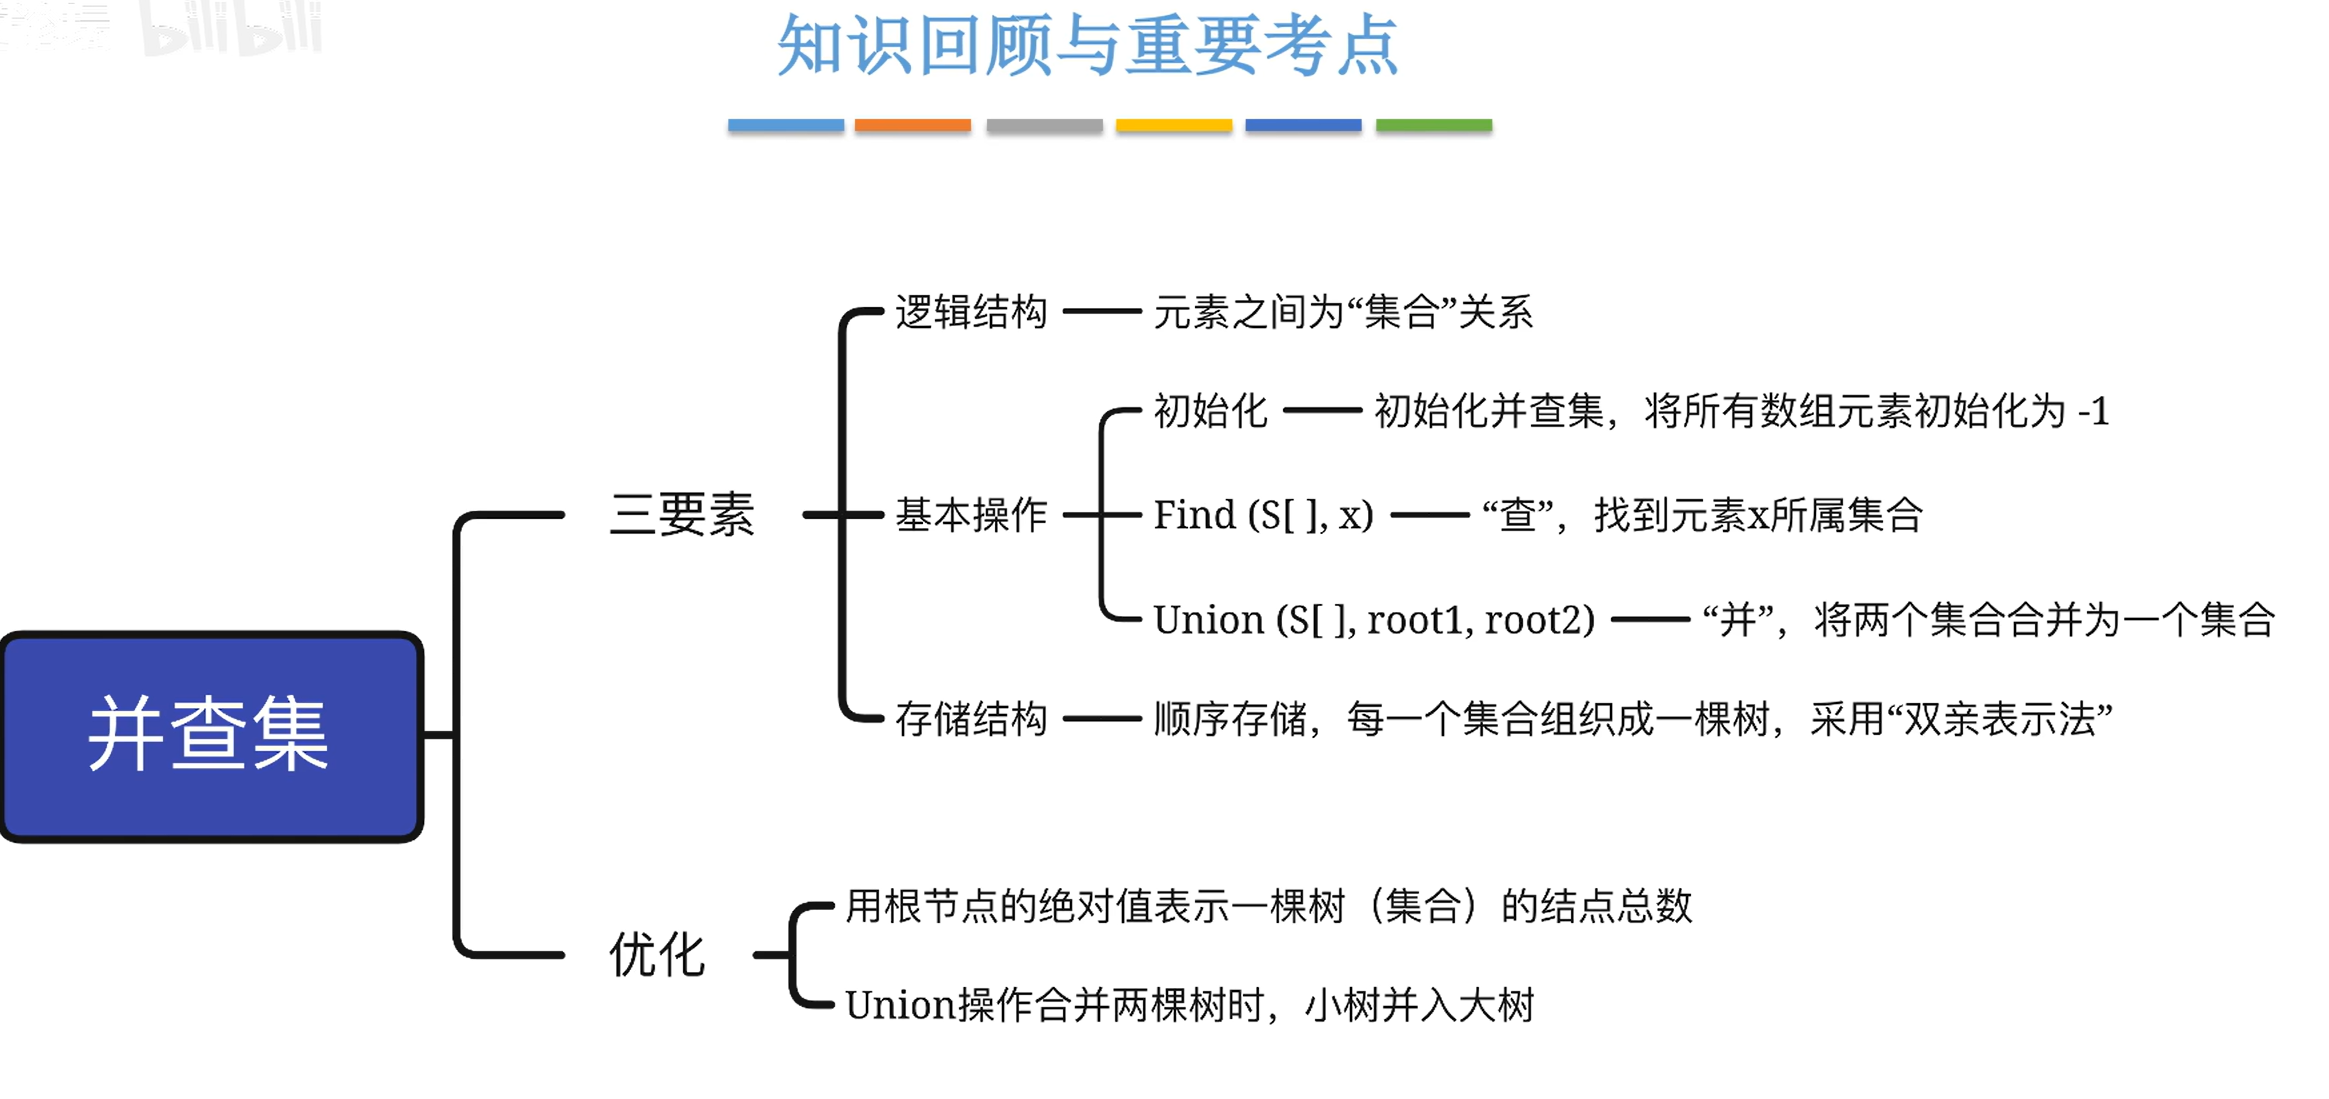 bilibili
知识回顾与重要考点
逻辑结构 元素之间为“集合”关系
初始化 初始化并查集，将所有数组元素初始化为 -1
三要素 基本操作 Find (S[ ], x) “查”，找到元素x所属集合
Union (S[ ], root1, root2) “并”，将两个集合合并为一个集合
存储结构 顺序存储，每一个集合组织成一棵树，采用“双亲表示法”
并查集
用根节点的绝对值表示一棵树（集合）的结点总数
优化
Union操作合并两棵树时，小树并入大树